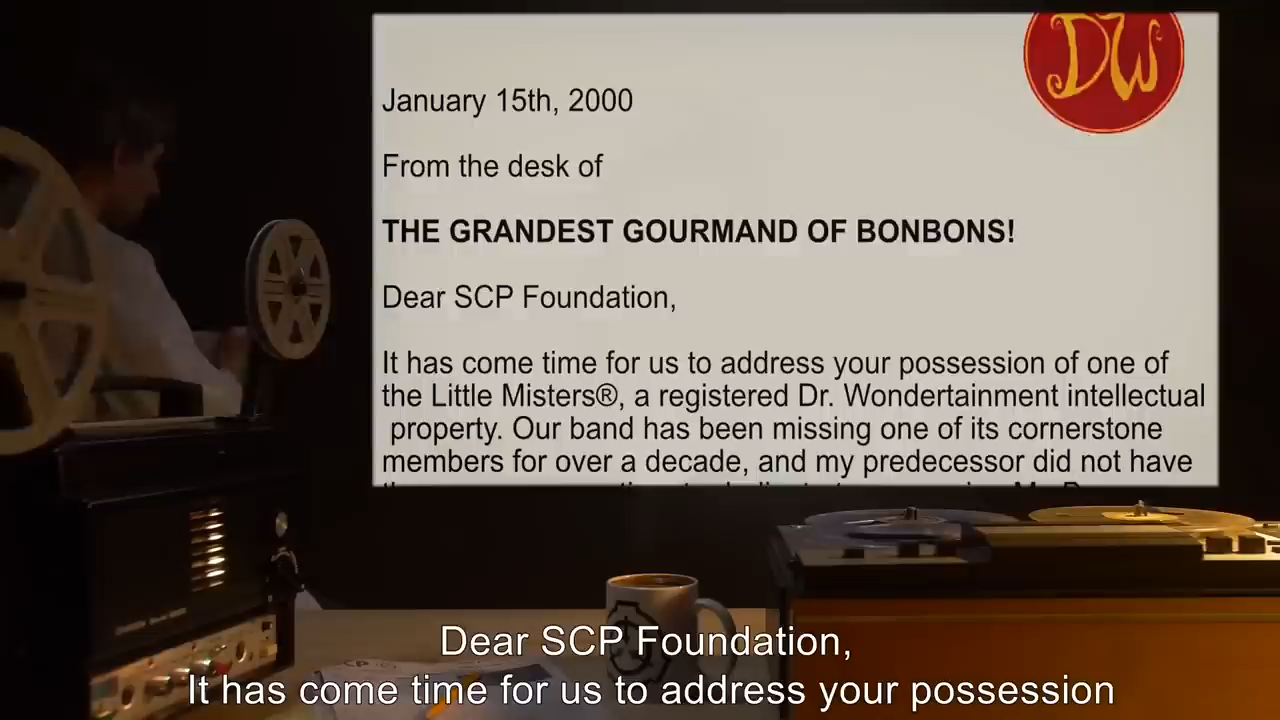 DW
January 15th, 2000
From the desk of
THE GRANDEST GOURMAND OF BONBONS!
Dear SCP Foundation,
It has come time for us to address your possession of one of
the Little Misters®, a registered Dr. Wondertainment intellectual
property. Our band has been missing one of its cornerstone
members for over a decade, and my predecessor did not have
Dear SCP Foundation,
It has come time for us to address your possession